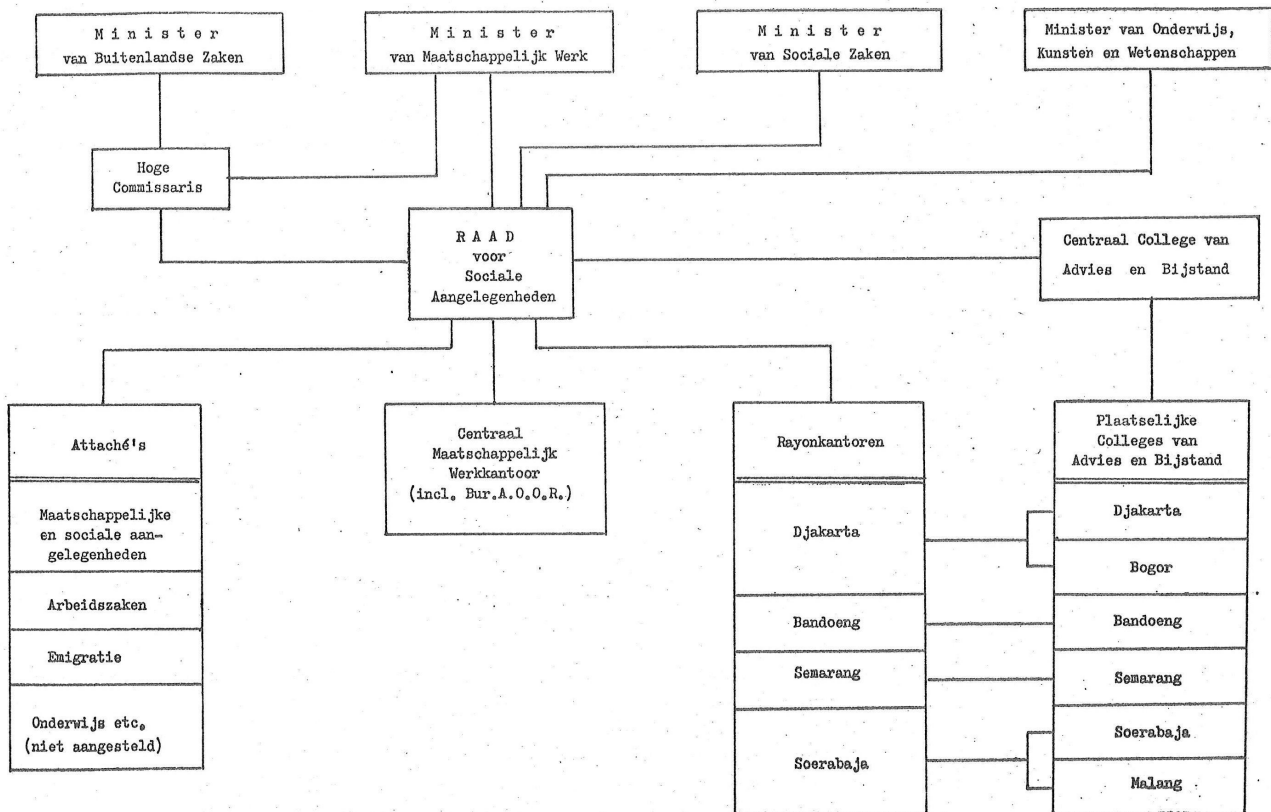 M i n i s t e r
van Buitenlandse Zaken
M i n i s t e r
van Maatschappelijk Werk
M i n i s t e r
van Sociale Zaken
Minister van Onderwijs,
Kunsten en Wetenschappen
Hoge
Commissaris
R A A D
voor
Sociale
Aangelegenheden
Centraal College van
Advies en Bijstand
Attaché's
Maatschappelijke
en sociale aan-
gelegenheden
Arbeidszaken
Emigratie
Onderwijs etc.
(niet aangesteld)
Centraal
Maatschappelijk
Werkkantoor
(incl. Bur.A.O.O.R.)
Rayonkantoren
Djakarta
Bandoeng
Semarang
Soerabaja
Plaatselijke
Colleges van
Advies en Bijstand
Djakarta
Bogor
Bandoeng
Semarang
Soerabaja
Malang